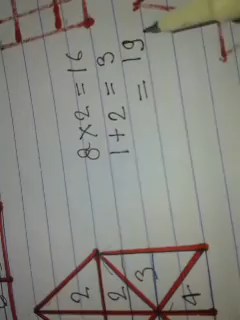 8 × 2 = 16
1 + 2 = 3
= 19
2
2
3
4